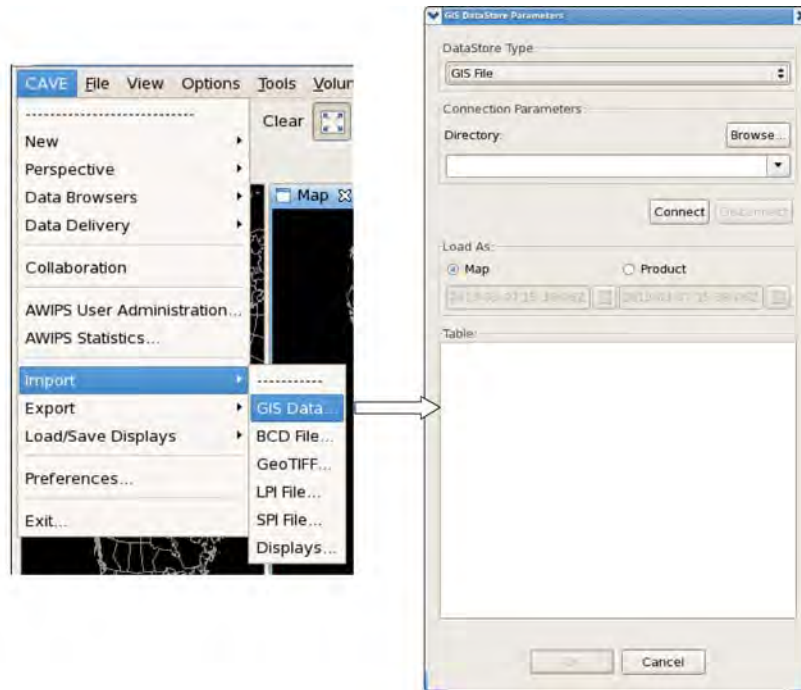 CAVE File View Options Tools Volu
Clear
New
Perspective
Data Browsers
Data Delivery
Collaboration
AWIPS User Administration...
AWIPS Statistics...
Import
Export
Load/Save Displays
Preferences...
Exit...
Map
GIS Data...
BCD File...
GeoTIFF...
LPI File...
SPI File...
Displays...
GIS DataStore Parameters
DataStore Type
GIS File
Connection Parameters:
Directory:
Browse...
Connect Disconnect
Load As:
Map Product
Table:
Cancel